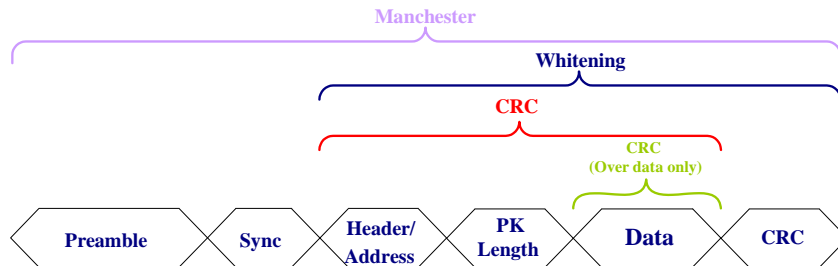 Manchester
Whitening
CRC
CRC
(Over data only)
Preamble
Sync
Header/
Address
PK
Length
Data
CRC